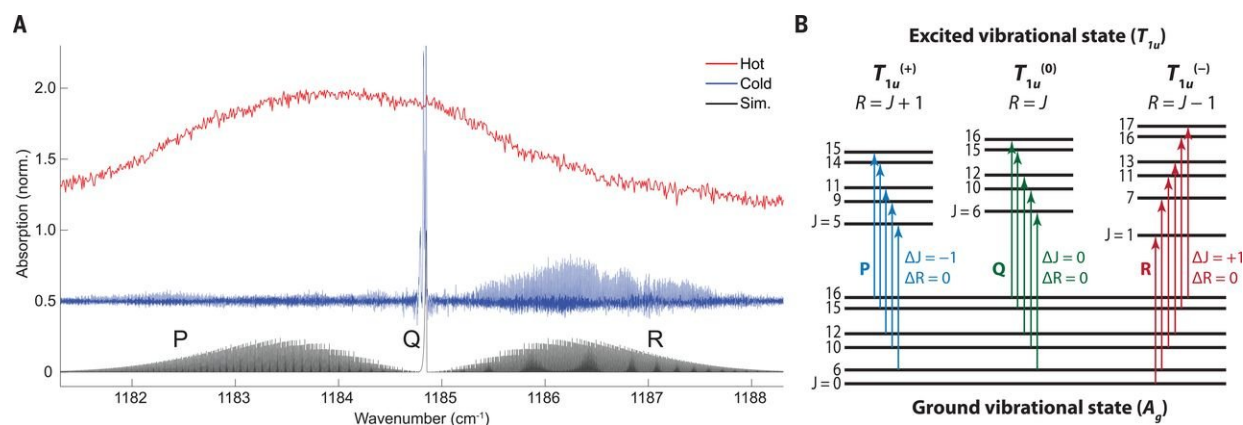 A
Hot
Cold
Sim.
2.0
1.5
1.0
0.5
0
Absorption (norm.)
P
Q
R
1182
1183
1184
1185
1186
1187
1188
Wavenumber (cm⁻¹)
B
Excited vibrational state (T₁ᵤ)
T₁ᵤ⁽⁺⁾
R = J + 1
T₁ᵤ⁽⁰⁾
R = J
T₁ᵤ⁽⁻⁾
R = J − 1
15
14
11
9
J = 5
16
15
12
10
J = 6
17
16
13
11
7
J = 1
P
ΔJ = −1
ΔR = 0
Q
ΔJ = 0
ΔR = 0
R
ΔJ = +1
ΔR = 0
16
15
12
10
6
J = 0
Ground vibrational state (A_g)